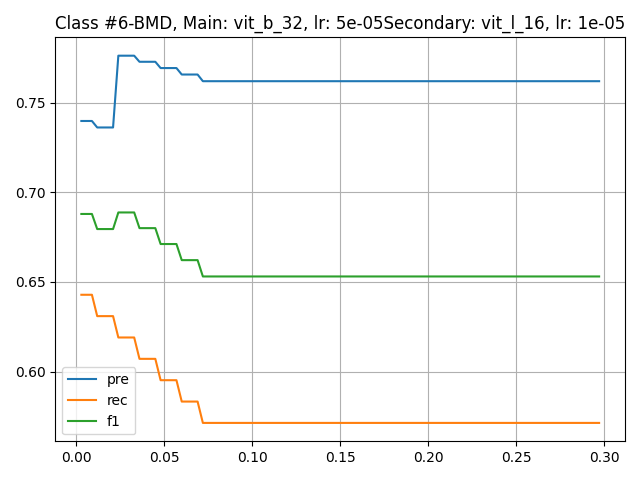 Class #6-BMD, Main: vit_b_32, lr: 5e-05Secondary: vit_l_16, lr: 1e-05
0.75
0.70
0.65
0.60
pre
rec
f1
0.00 0.05 0.10 0.15 0.20 0.25 0.30